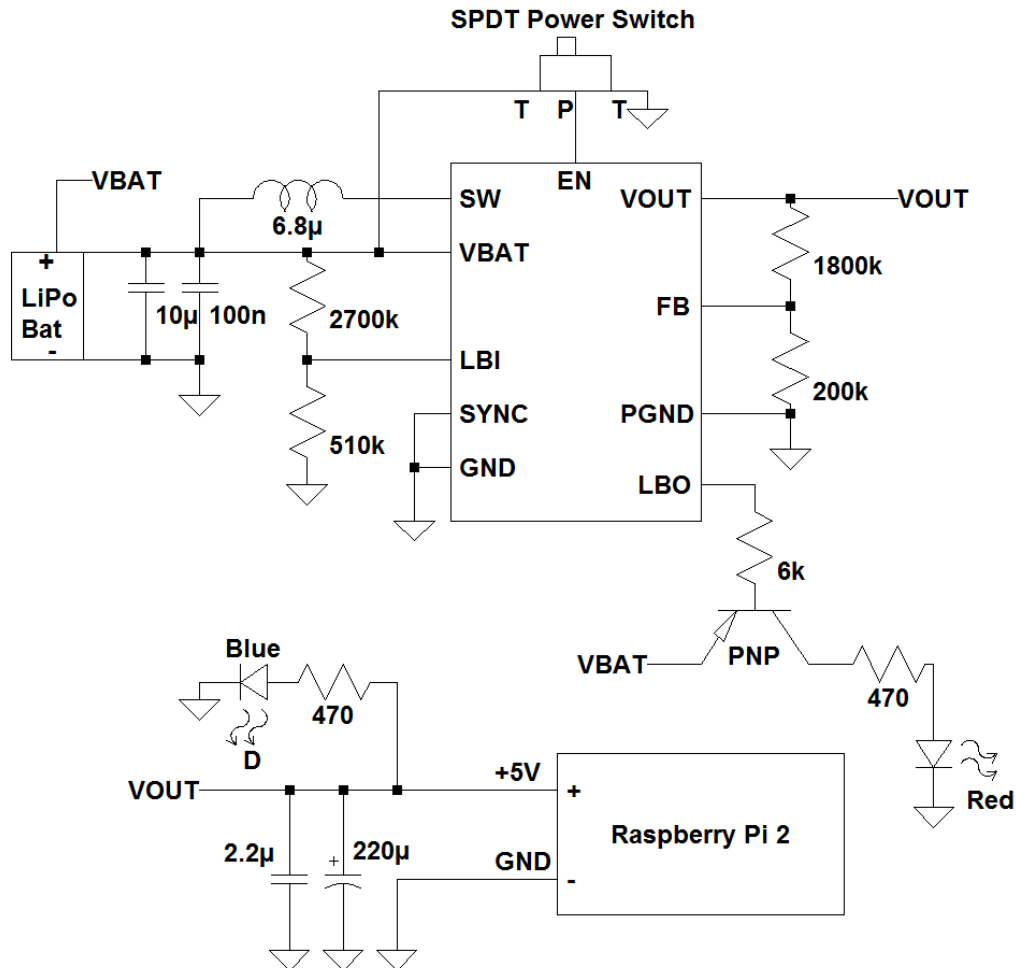 SPDT Power Switch
T P T
EN
VBAT
SW
VOUT
VOUT
6.8µ
VBAT
1800k
+
LiPo
Bat
-
10µ
100n
2700k
FB
LBI
200k
510k
SYNC
PGND
GND
LBO
6k
Blue
VBAT
PNP
470
470
D
+5V
+
VOUT
Red
Raspberry Pi 2
2.2µ
+
220µ
GND
-